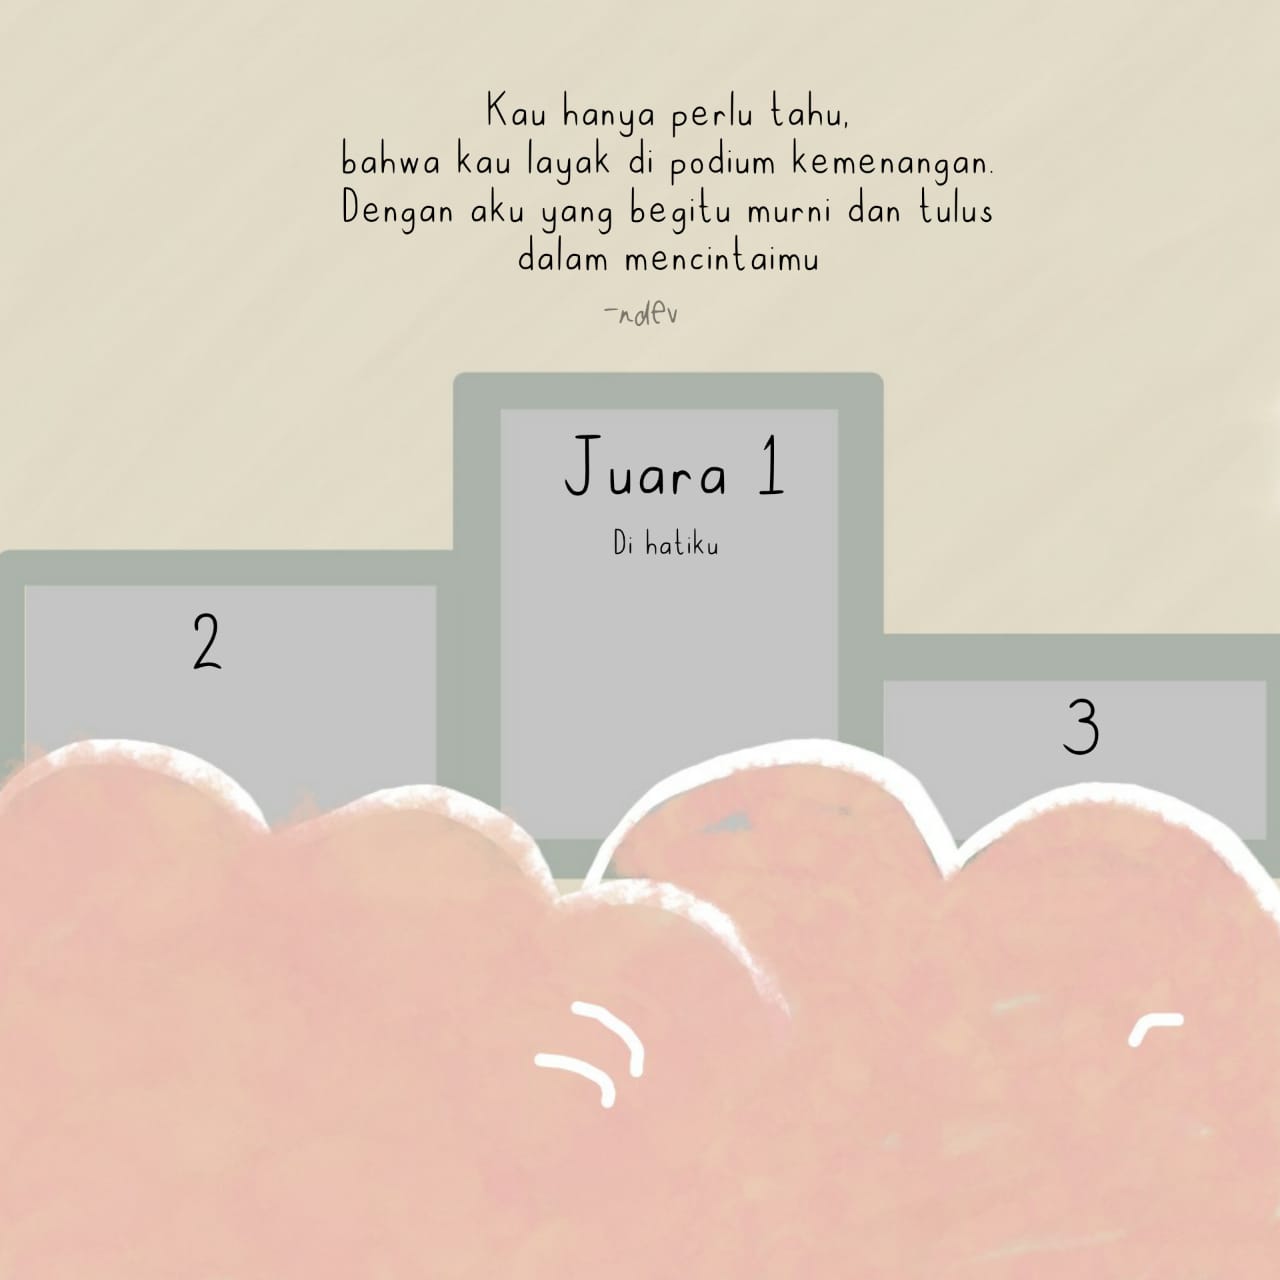 Kau hanya perlu tahu,
bahwa kau layak di podium kemenangan.
Dengan aku yang begitu murni dan tulus
dalam mencintaimu
-ndev
Juara 1
Di hatiku
2
3